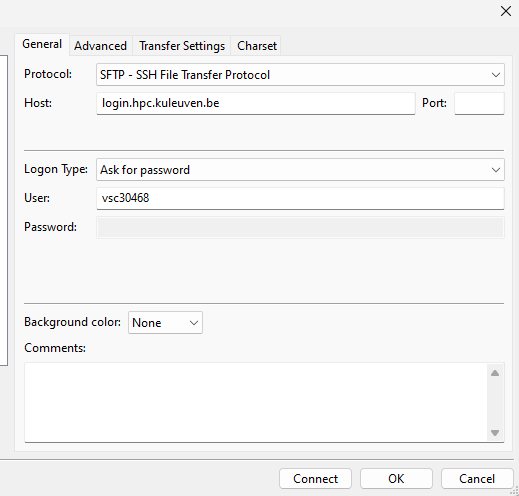 General Advanced Transfer Settings Charset
Protocol: SFTP - SSH File Transfer Protocol
Host: login.hpc.kuleuven.be Port:
Logon Type: Ask for password
User: vsc30468
Password:
Background color: None
Comments:
Connect OK Cancel